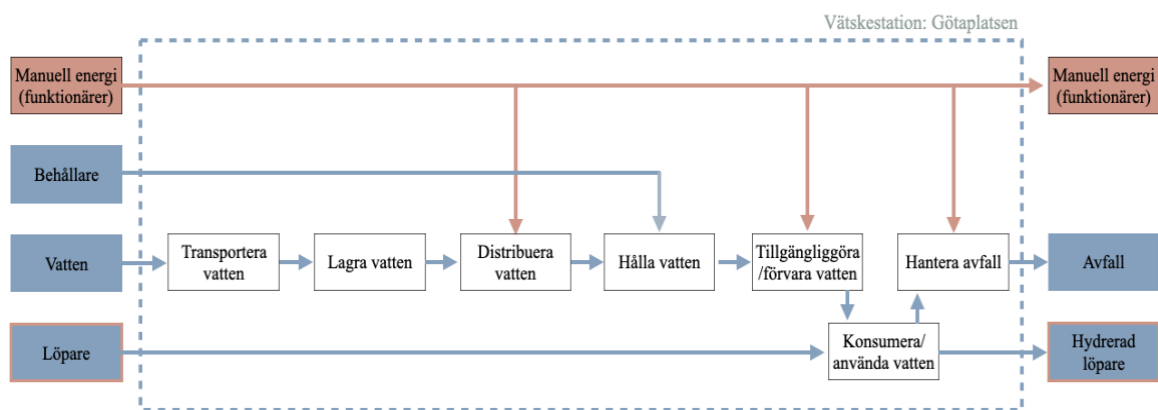 Vätskestation: Götaplatsen
Manuell energi
(funktionärer)
Manuell energi
(funktionärer)
Behållare
Vatten
Transportera
vatten
Lagra vatten
Distribuera
vatten
Hålla vatten
Tillgängliggöra
/förvara vatten
Hantera avfall
Avfall
Löpare
Konsumera/
använda vatten
Hydrerad
löpare